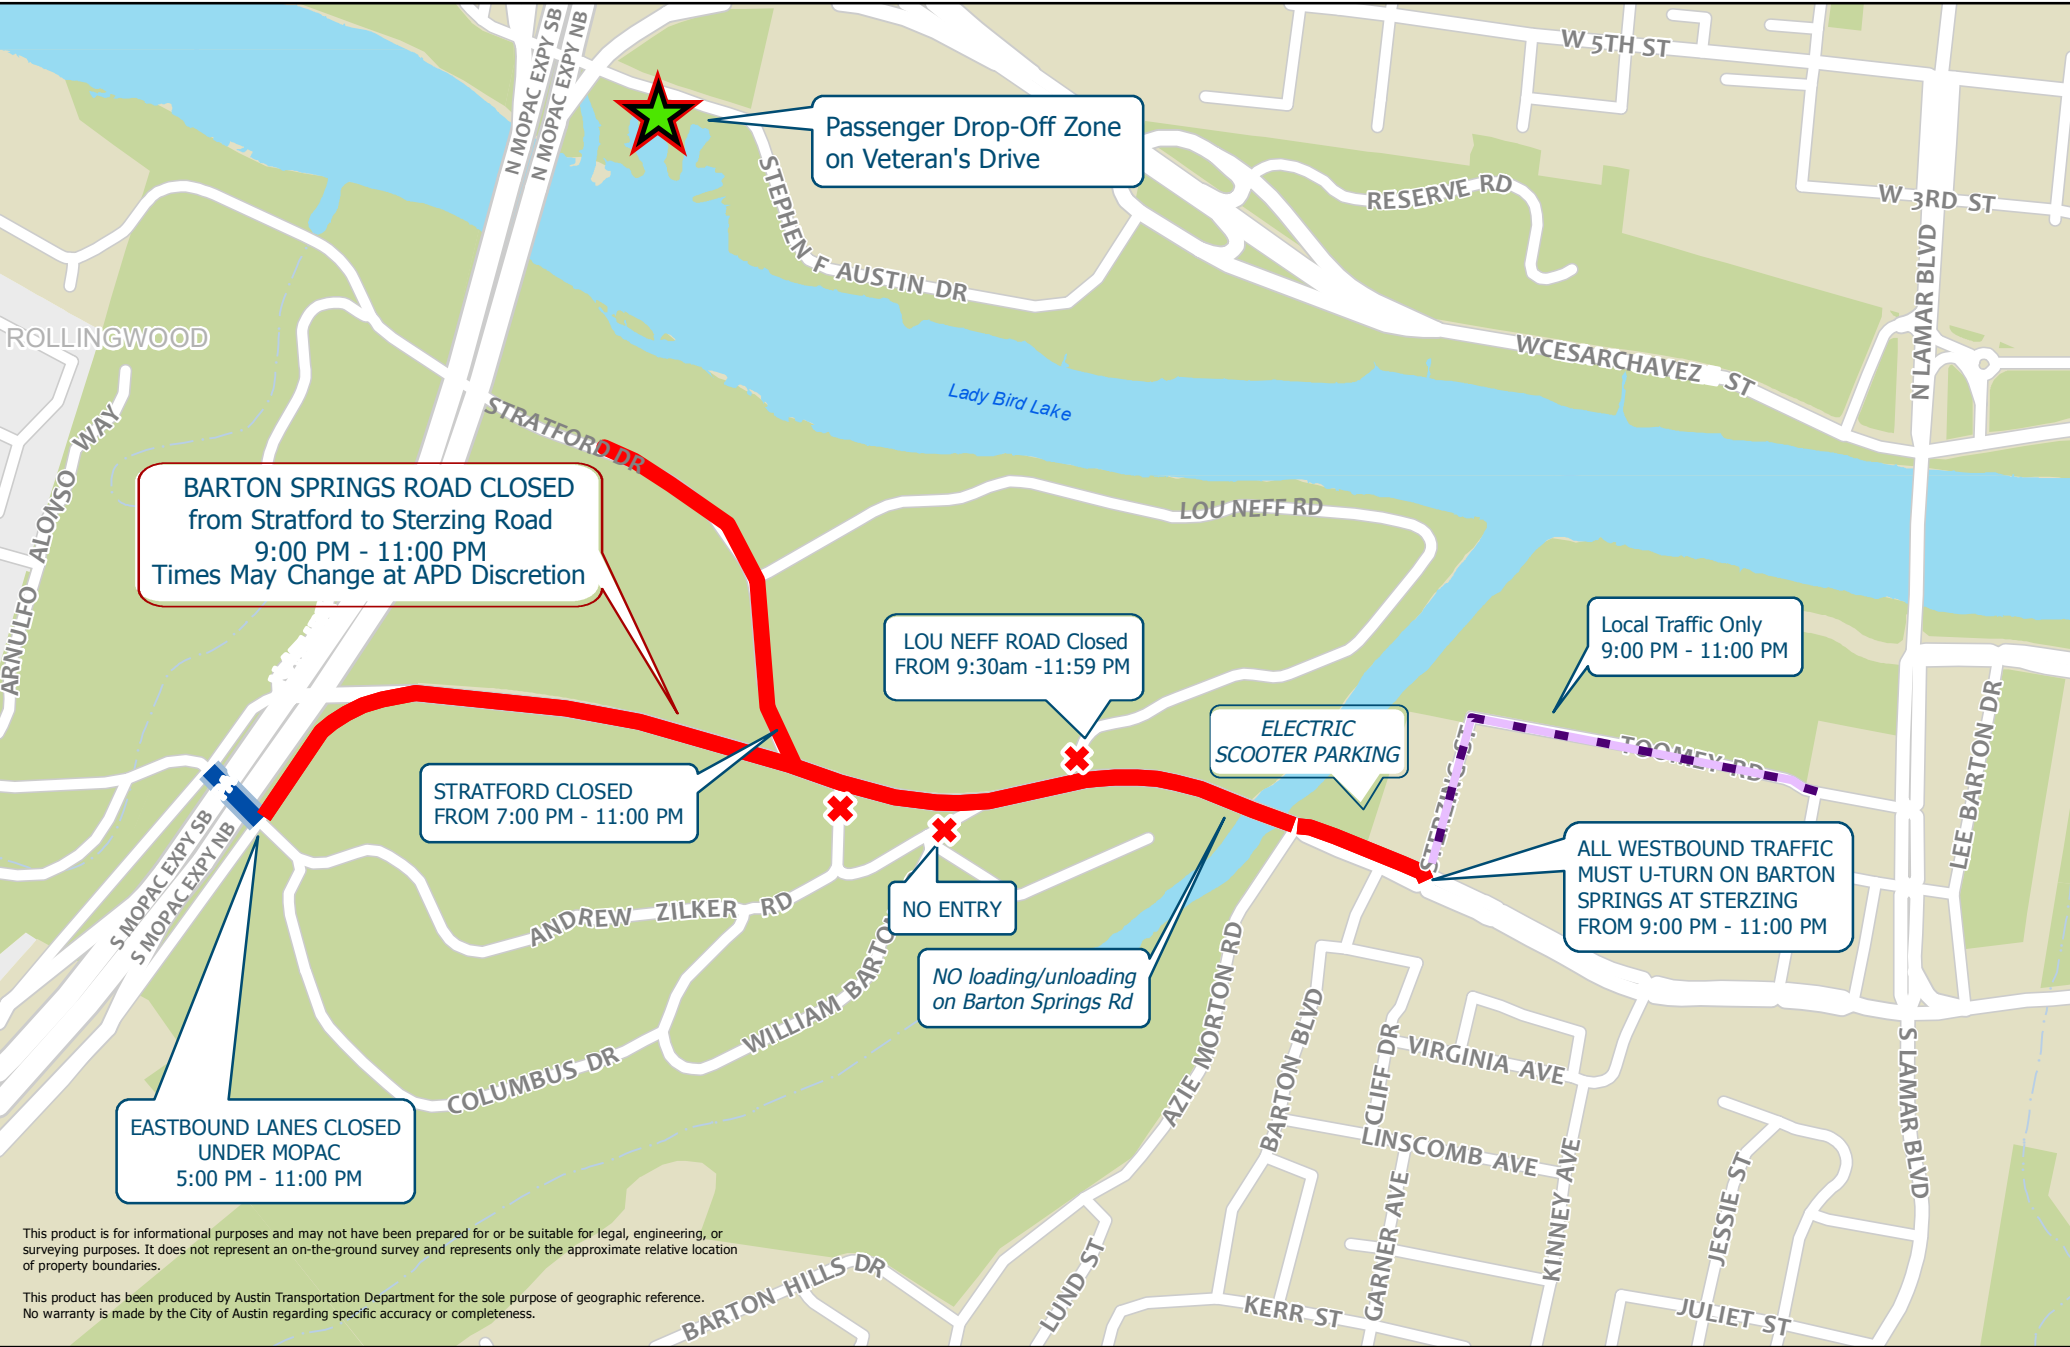 W 5TH ST
N MOPAC EXPY SB
N MOPAC EXPY NB
Passenger Drop-Off Zone
on Veteran's Drive
STEPHEN F AUSTIN DR
RESERVE RD
W 3RD ST
N LAMAR BLVD
ROLLINGWOOD
WCESARCHAVEZ ST
Lady Bird Lake
STRATFORD DR
ARNULFO ALONSO WAY
BARTON SPRINGS ROAD CLOSED
from Stratford to Sterzing Road
9:00 PM - 11:00 PM
Times May Change at APD Discretion
LOU NEFF RD
LOU NEFF ROAD Closed
FROM 9:30am -11:59 PM
Local Traffic Only
9:00 PM - 11:00 PM
ELECTRIC
SCOOTER PARKING
STERZING ST
TOOMEY RD
LEE BARTON DR
STRATFORD CLOSED
FROM 7:00 PM - 11:00 PM
S MOPAC EXPY SB
S MOPAC EXPY NB
ALL WESTBOUND TRAFFIC
MUST U-TURN ON BARTON
SPRINGS AT STERZING
FROM 9:00 PM - 11:00 PM
ANDREW ZILKER RD
NO ENTRY
WILLIAM BARTON
NO loading/unloading
on Barton Springs Rd
AZIE MORTON RD
BARTON BLVD
CLIFF DR
VIRGINIA AVE
S LAMAR BLVD
COLUMBUS DR
EASTBOUND LANES CLOSED
UNDER MOPAC
5:00 PM - 11:00 PM
LINSCOMB AVE
GARNER AVE
KINNEY AVE
JESSIE ST
BARTON HILLS DR
LUND ST
KERR ST
JULIET ST
This product is for informational purposes and may not have been prepared for or be suitable for legal, engineering, or
surveying purposes. It does not represent an on-the-ground survey and represents only the approximate relative location
of property boundaries.
This product has been produced by Austin Transportation Department for the sole purpose of geographic reference.
No warranty is made by the City of Austin regarding specific accuracy or completeness.